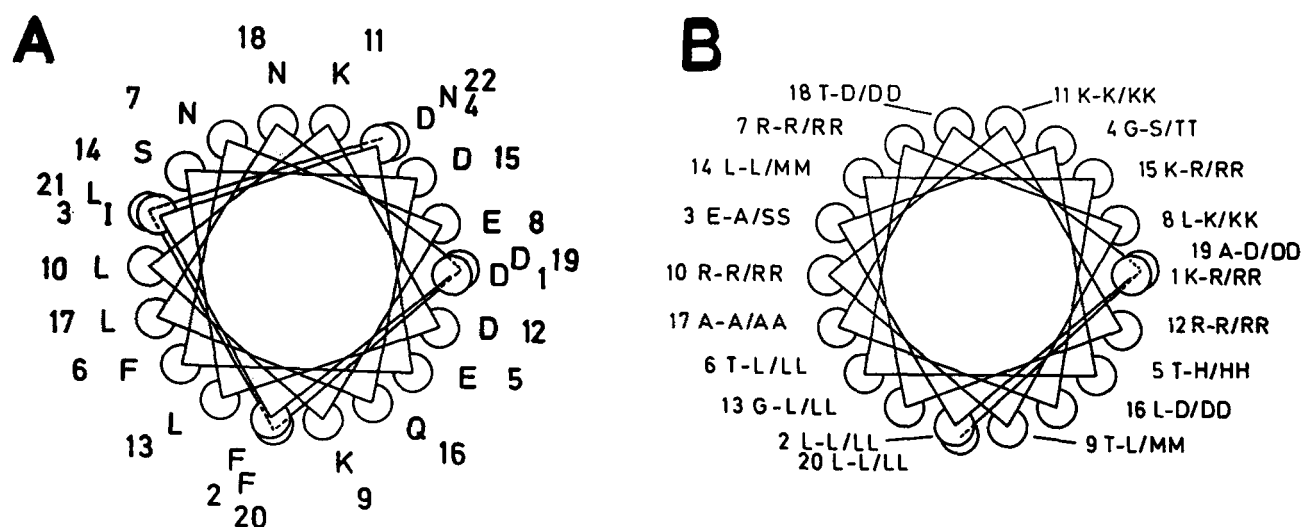 A
18 N
K 11
7 N
D N 22
4
14 S
D 15
21 L
3 I
E 8
10 L
D D 1 19
17 L
D 12
6 F
E 5
13 L
Q 16
2 F
F 20
K 9
B
18 T-D/DD
11 K-K/KK
7 R-R/RR
4 G-S/TT
14 L-L/MM
15 K-R/RR
3 E-A/SS
8 L-K/KK
19 A-D/DD
10 R-R/RR
1 K-R/RR
17 A-A/AA
12 R-R/RR
6 T-L/LL
5 T-H/HH
13 G-L/LL
16 L-D/DD
2 L-L/LL
20 L-L/LL
9 T-L/MM